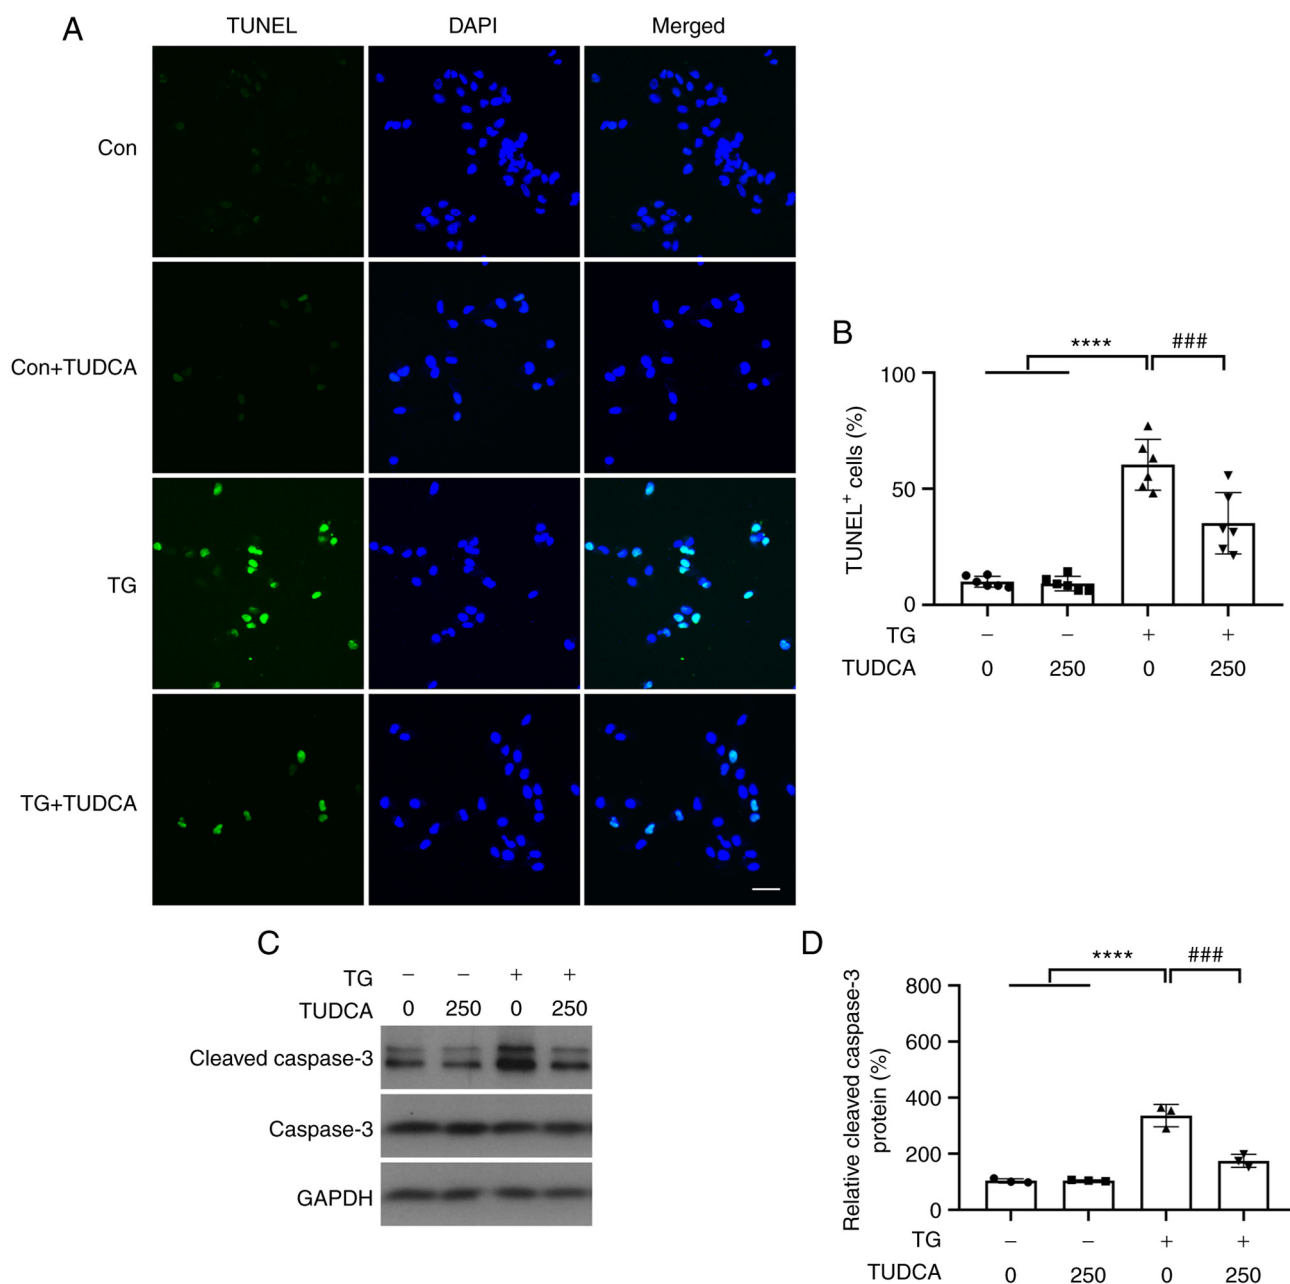 A
TUNEL DAPI Merged
Con
Con+TUDCA
TG
TG+TUDCA
B
**** ###
TUNEL+ cells (%)
100
50
0
TG − − + +
TUDCA 0 250 0 250
C
TG − − + +
TUDCA 0 250 0 250
Cleaved caspase-3
Caspase-3
GAPDH
D
**** ###
Relative cleaved caspase-3
protein (%)
800
600
400
200
0
TG − − + +
TUDCA 0 250 0 250